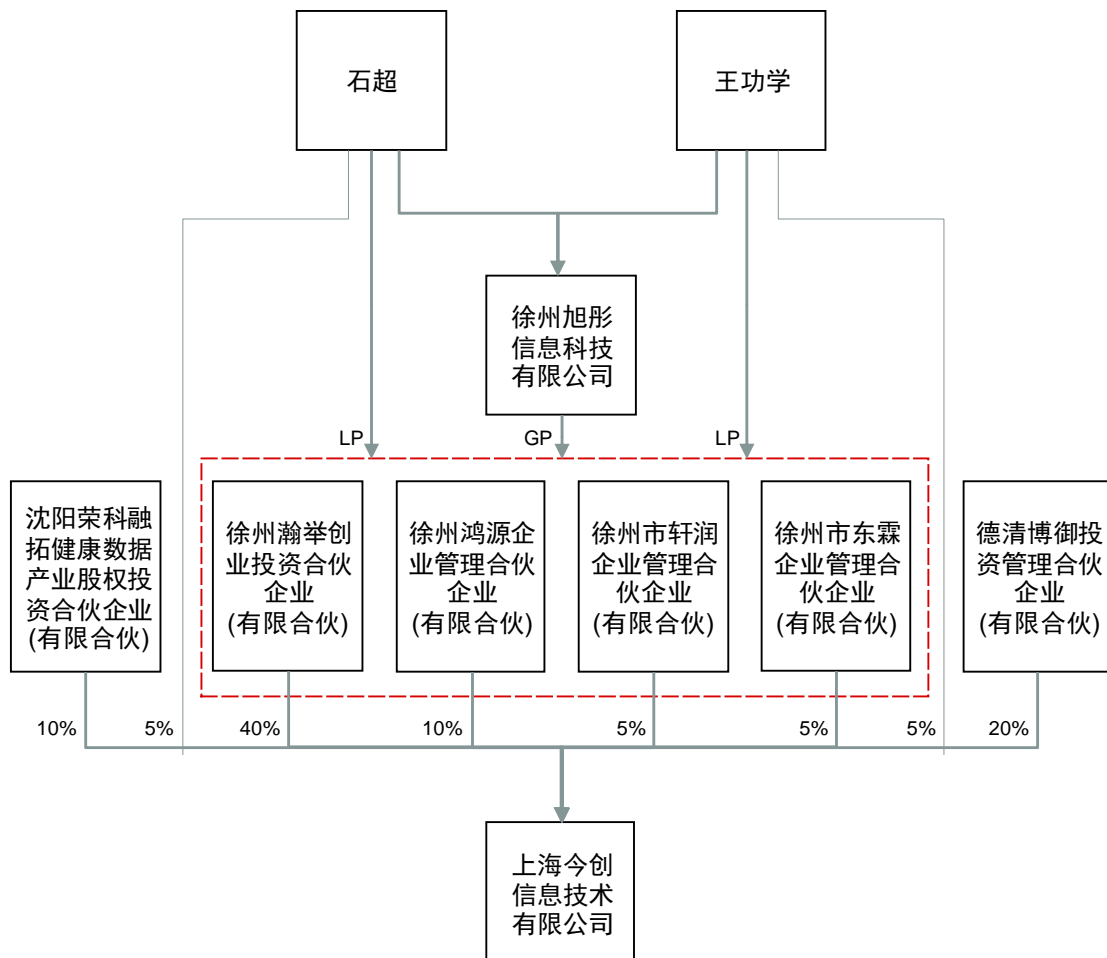 石超
王功学
徐州旭彤
信息科技
有限公司
LP
GP
LP
沈阳荣科融
拓健康数据
产业股权投
资合伙企业
(有限合伙)
徐州瀚举创
业投资合伙
企业
(有限合伙)
徐州鸿源企
业管理合伙
企业
(有限合伙)
徐州市轩润
企业管理合
伙企业
(有限合伙)
徐州市东霖
企业管理合
伙企业
(有限合伙)
德清博御投
资管理合伙
企业
(有限合伙)
10%
5%
40%
10%
5%
5%
5%
20%
上海今创
信息技术
有限公司